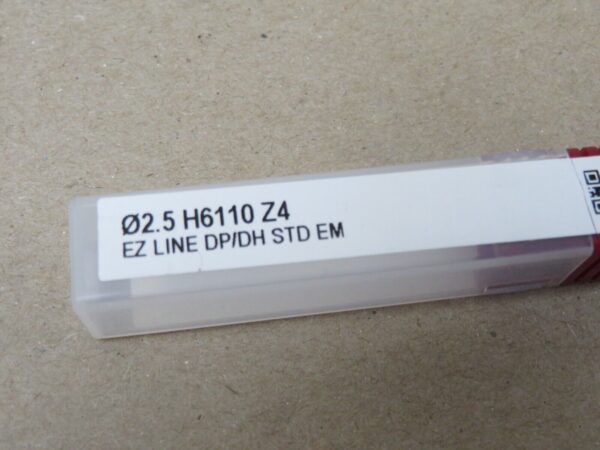 Ø2.5 H6110 Z4
EZ LINE DP/DH STD EM